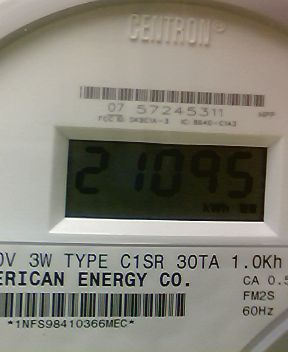 CENTRON®
07 57245311
21095
kWh
0V 3W TYPE C1SR 30TA 1.0Kh
ERICAN ENERGY CO.
CA 0.5
FM2S
60Hz
*1NFS98410366MEC*